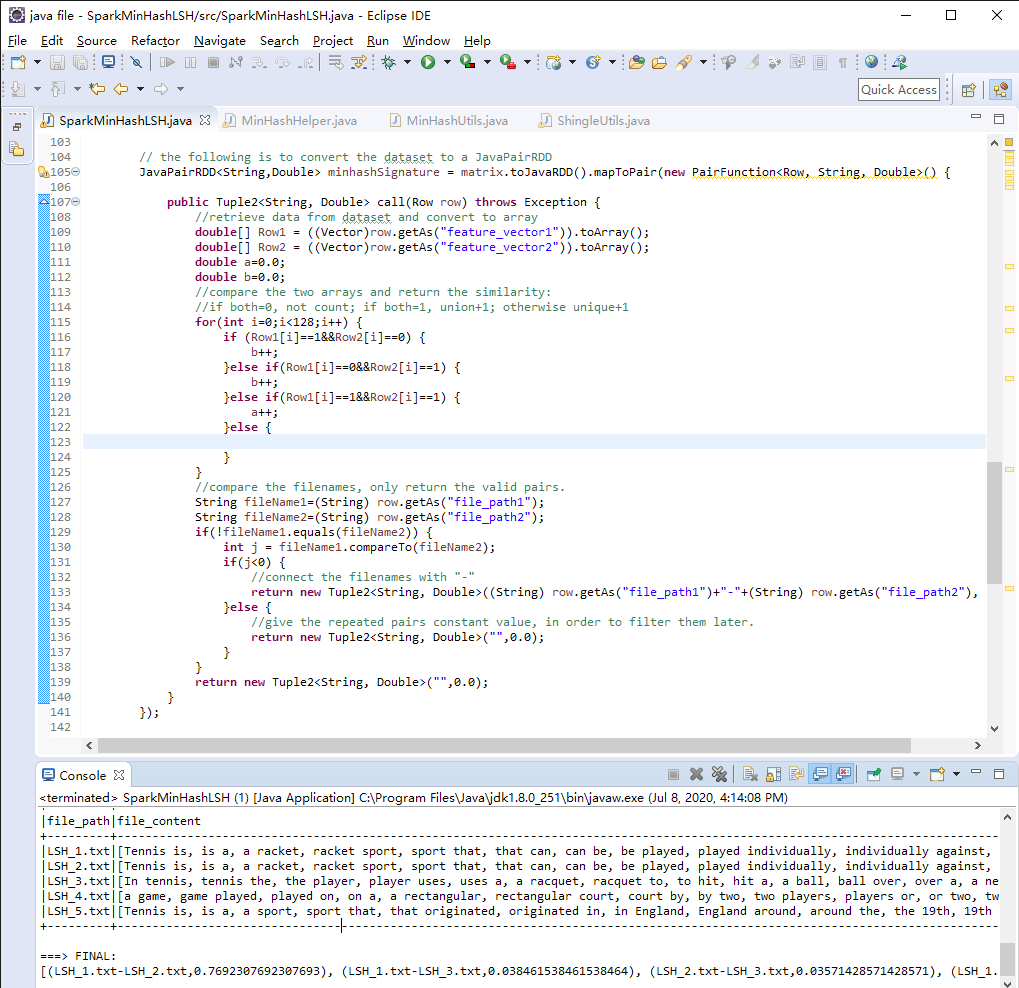 java file - SparkMinHashLSH/src/SparkMinHashLSH.java - Eclipse IDE
File Edit Source Refactor Navigate Search Project Run Window Help
Quick Access
SparkMinHashLSH.java MinHashHelper.java MinHashUtils.java ShingleUtils.java
103
104 // the following is to convert the dataset to a JavaPairRDD
105 JavaPairRDD<String,Double> minhashSignature = matrix.toJavaRDD().mapToPair(new PairFunction<Row, String, Double>() {
106
107 public Tuple2<String, Double> call(Row row) throws Exception {
108 //retrieve data from dataset and convert to array
109 double[] Row1 = ((Vector)row.getAs("feature_vector1")).toArray();
110 double[] Row2 = ((Vector)row.getAs("feature_vector2")).toArray();
111 double a=0.0;
112 double b=0.0;
113 //compare the two arrays and return the similarity:
114 //if both=0, not count; if both=1, union+1; otherwise unique+1
115 for(int i=0;i<128;i++) {
116 if (Row1[i]==1&&Row2[i]==0) {
117 b++;
118 }else if(Row1[i]==0&&Row2[i]==1) {
119 b++;
120 }else if(Row1[i]==1&&Row2[i]==1) {
121 a++;
122 }else {
123
124 }
125 }
126 //compare the filenames, only return the valid pairs.
127 String fileName1=(String) row.getAs("file_path1");
128 String fileName2=(String) row.getAs("file_path2");
129 if(!fileName1.equals(fileName2)) {
130 int j = fileName1.compareTo(fileName2);
131 if(j<0) {
132 //connect the filenames with "-"
133 return new Tuple2<String, Double>((String) row.getAs("file_path1")+"-"+(String) row.getAs("file_path2"),
134 }else {
135 //give the repeated pairs constant value, in order to filter them later.
136 return new Tuple2<String, Double>("",0.0);
137 }
138 }
139 return new Tuple2<String, Double>("",0.0);
140 }
141 });
142
Console
<terminated> SparkMinHashLSH (1) [Java Application] C:\Program Files\Java\jdk1.8.0_251\bin\javaw.exe (Jul 8, 2020, 4:14:08 PM)
|file_path|file_content
|LSH_1.txt|[Tennis is, is a, a racket, racket sport, sport that, that can, can be, be played, played individually, individually against,
|LSH_2.txt|[Tennis is, is a, a racket, racket sport, sport that, that can, can be, be played, played individually, individually against,
|LSH_3.txt|[In tennis, tennis the, the player, player uses, uses a, a racquet, racquet to, to hit, hit a, a ball, ball over, over a, a ne
|LSH_4.txt|[a game, game played, played on, on a, a rectangular, rectangular court, court by, by two, two players, players or, or two, tw
|LSH_5.txt|[Tennis is, is a, a sport, sport that, that originated, originated in, in England, England around, around the, the 19th, 19th
===> FINAL:
[(LSH_1.txt-LSH_2.txt,0.7692307692307693), (LSH_1.txt-LSH_3.txt,0.038461538461538464), (LSH_2.txt-LSH_3.txt,0.03571428571428571), (LSH_1.